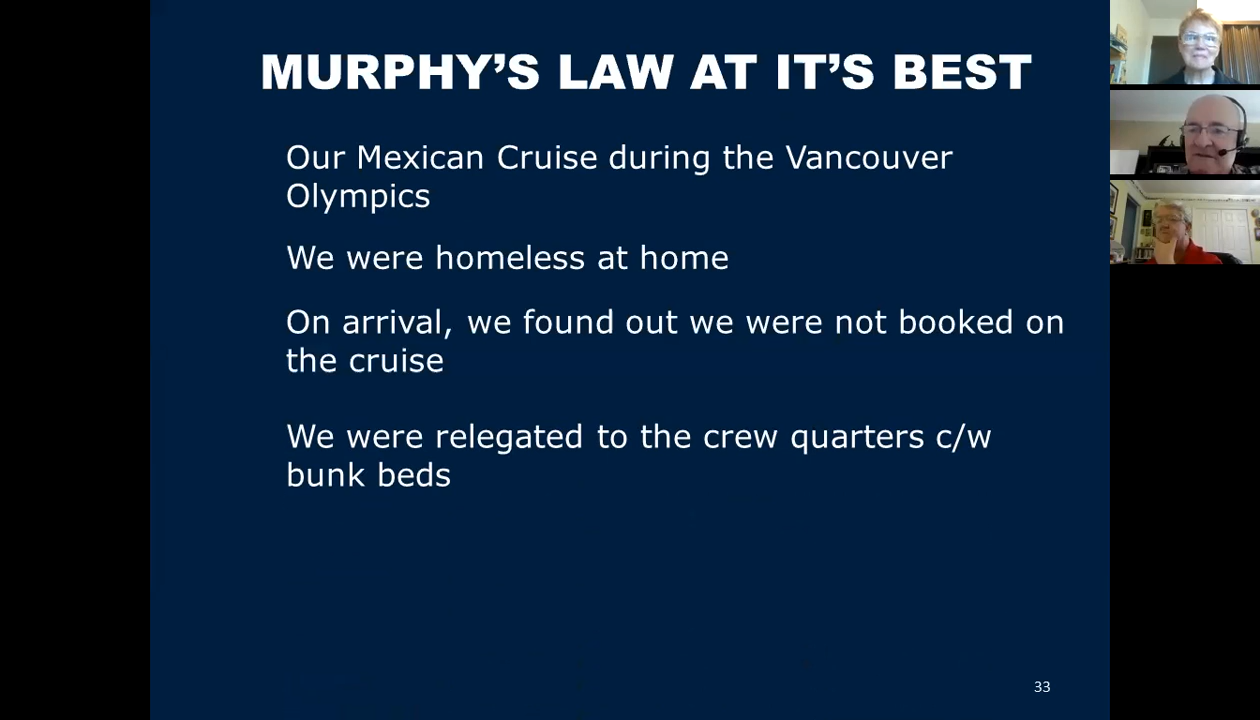 MURPHY’S LAW AT IT’S BEST
Our Mexican Cruise during the Vancouver
Olympics
We were homeless at home
On arrival, we found out we were not booked on
the cruise
We were relegated to the crew quarters c/w
bunk beds
33